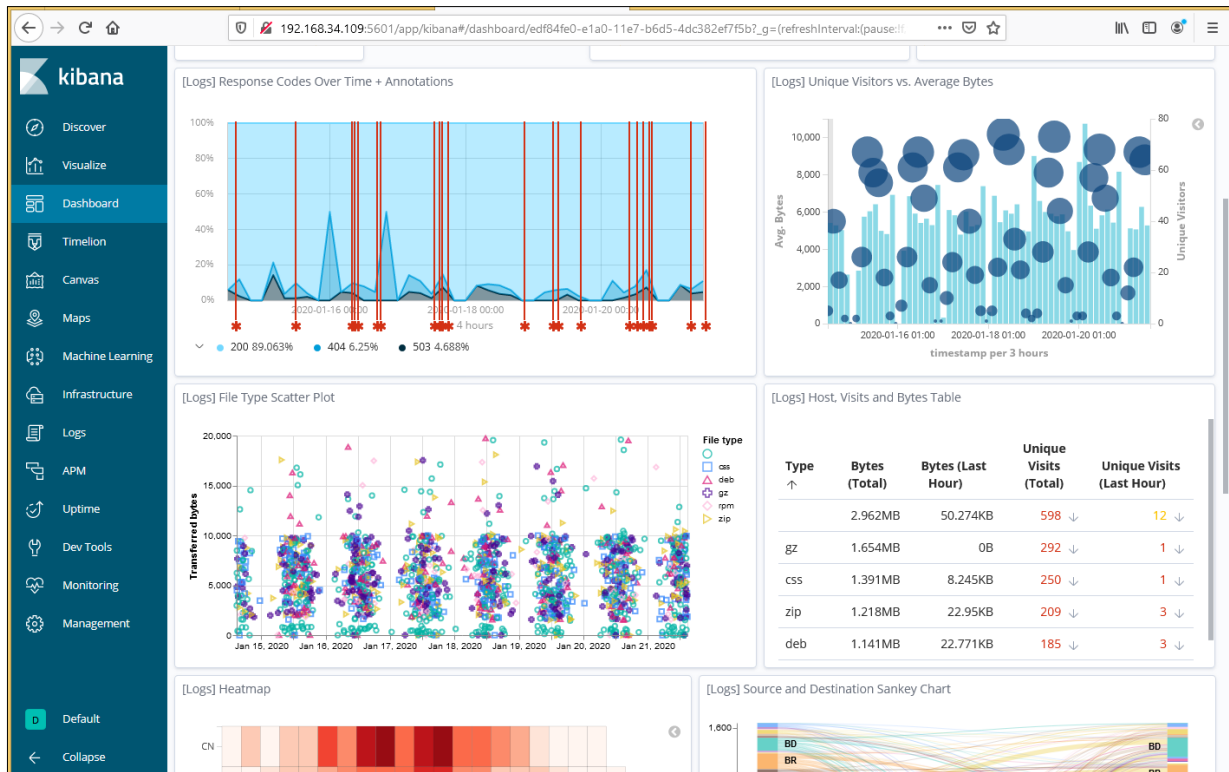 192.168.34.109:5601/app/kibana#/dashboard/edf84fe0-e1a0-11e7-b6d5-4dc382ef7f5b?_g=(refreshInterval:(pause:!f,
kibana
Discover
Visualize
Dashboard
Timelion
Canvas
Maps
Machine Learning
Infrastructure
Logs
APM
Uptime
Dev Tools
Monitoring
Management
D Default
Collapse
[Logs] Response Codes Over Time + Annotations
100%
80%
60%
40%
20%
0%
2020-01-16 00:00 2020-01-18 00:00 2020-01-20 00:00
4 hours
200 89.063% 404 6.25% 503 4.688%
[Logs] Unique Visitors vs. Average Bytes
Avg. Bytes
10,000
8,000
6,000
4,000
2,000
0
80
60
40
20
0
Unique Visitors
2020-01-16 01:00 2020-01-18 01:00 2020-01-20 01:00
timestamp per 3 hours
[Logs] File Type Scatter Plot
Transferred bytes
20,000
15,000
10,000
5,000
0
Jan 15, 2020 Jan 16, 2020 Jan 17, 2020 Jan 18, 2020 Jan 19, 2020 Jan 20, 2020 Jan 21, 2020
File type
css
deb
gz
rpm
zip
[Logs] Host, Visits and Bytes Table
Type Bytes (Total) Bytes (Last Hour) Unique Visits (Total) Unique Visits (Last Hour)
2.962MB 50.274KB 598 12
gz 1.654MB 0B 292 1
css 1.391MB 8.245KB 250 1
zip 1.218MB 22.95KB 209 3
deb 1.141MB 22.771KB 185 3
[Logs] Heatmap
CN
[Logs] Source and Destination Sankey Chart
1,600
BD BD
BR